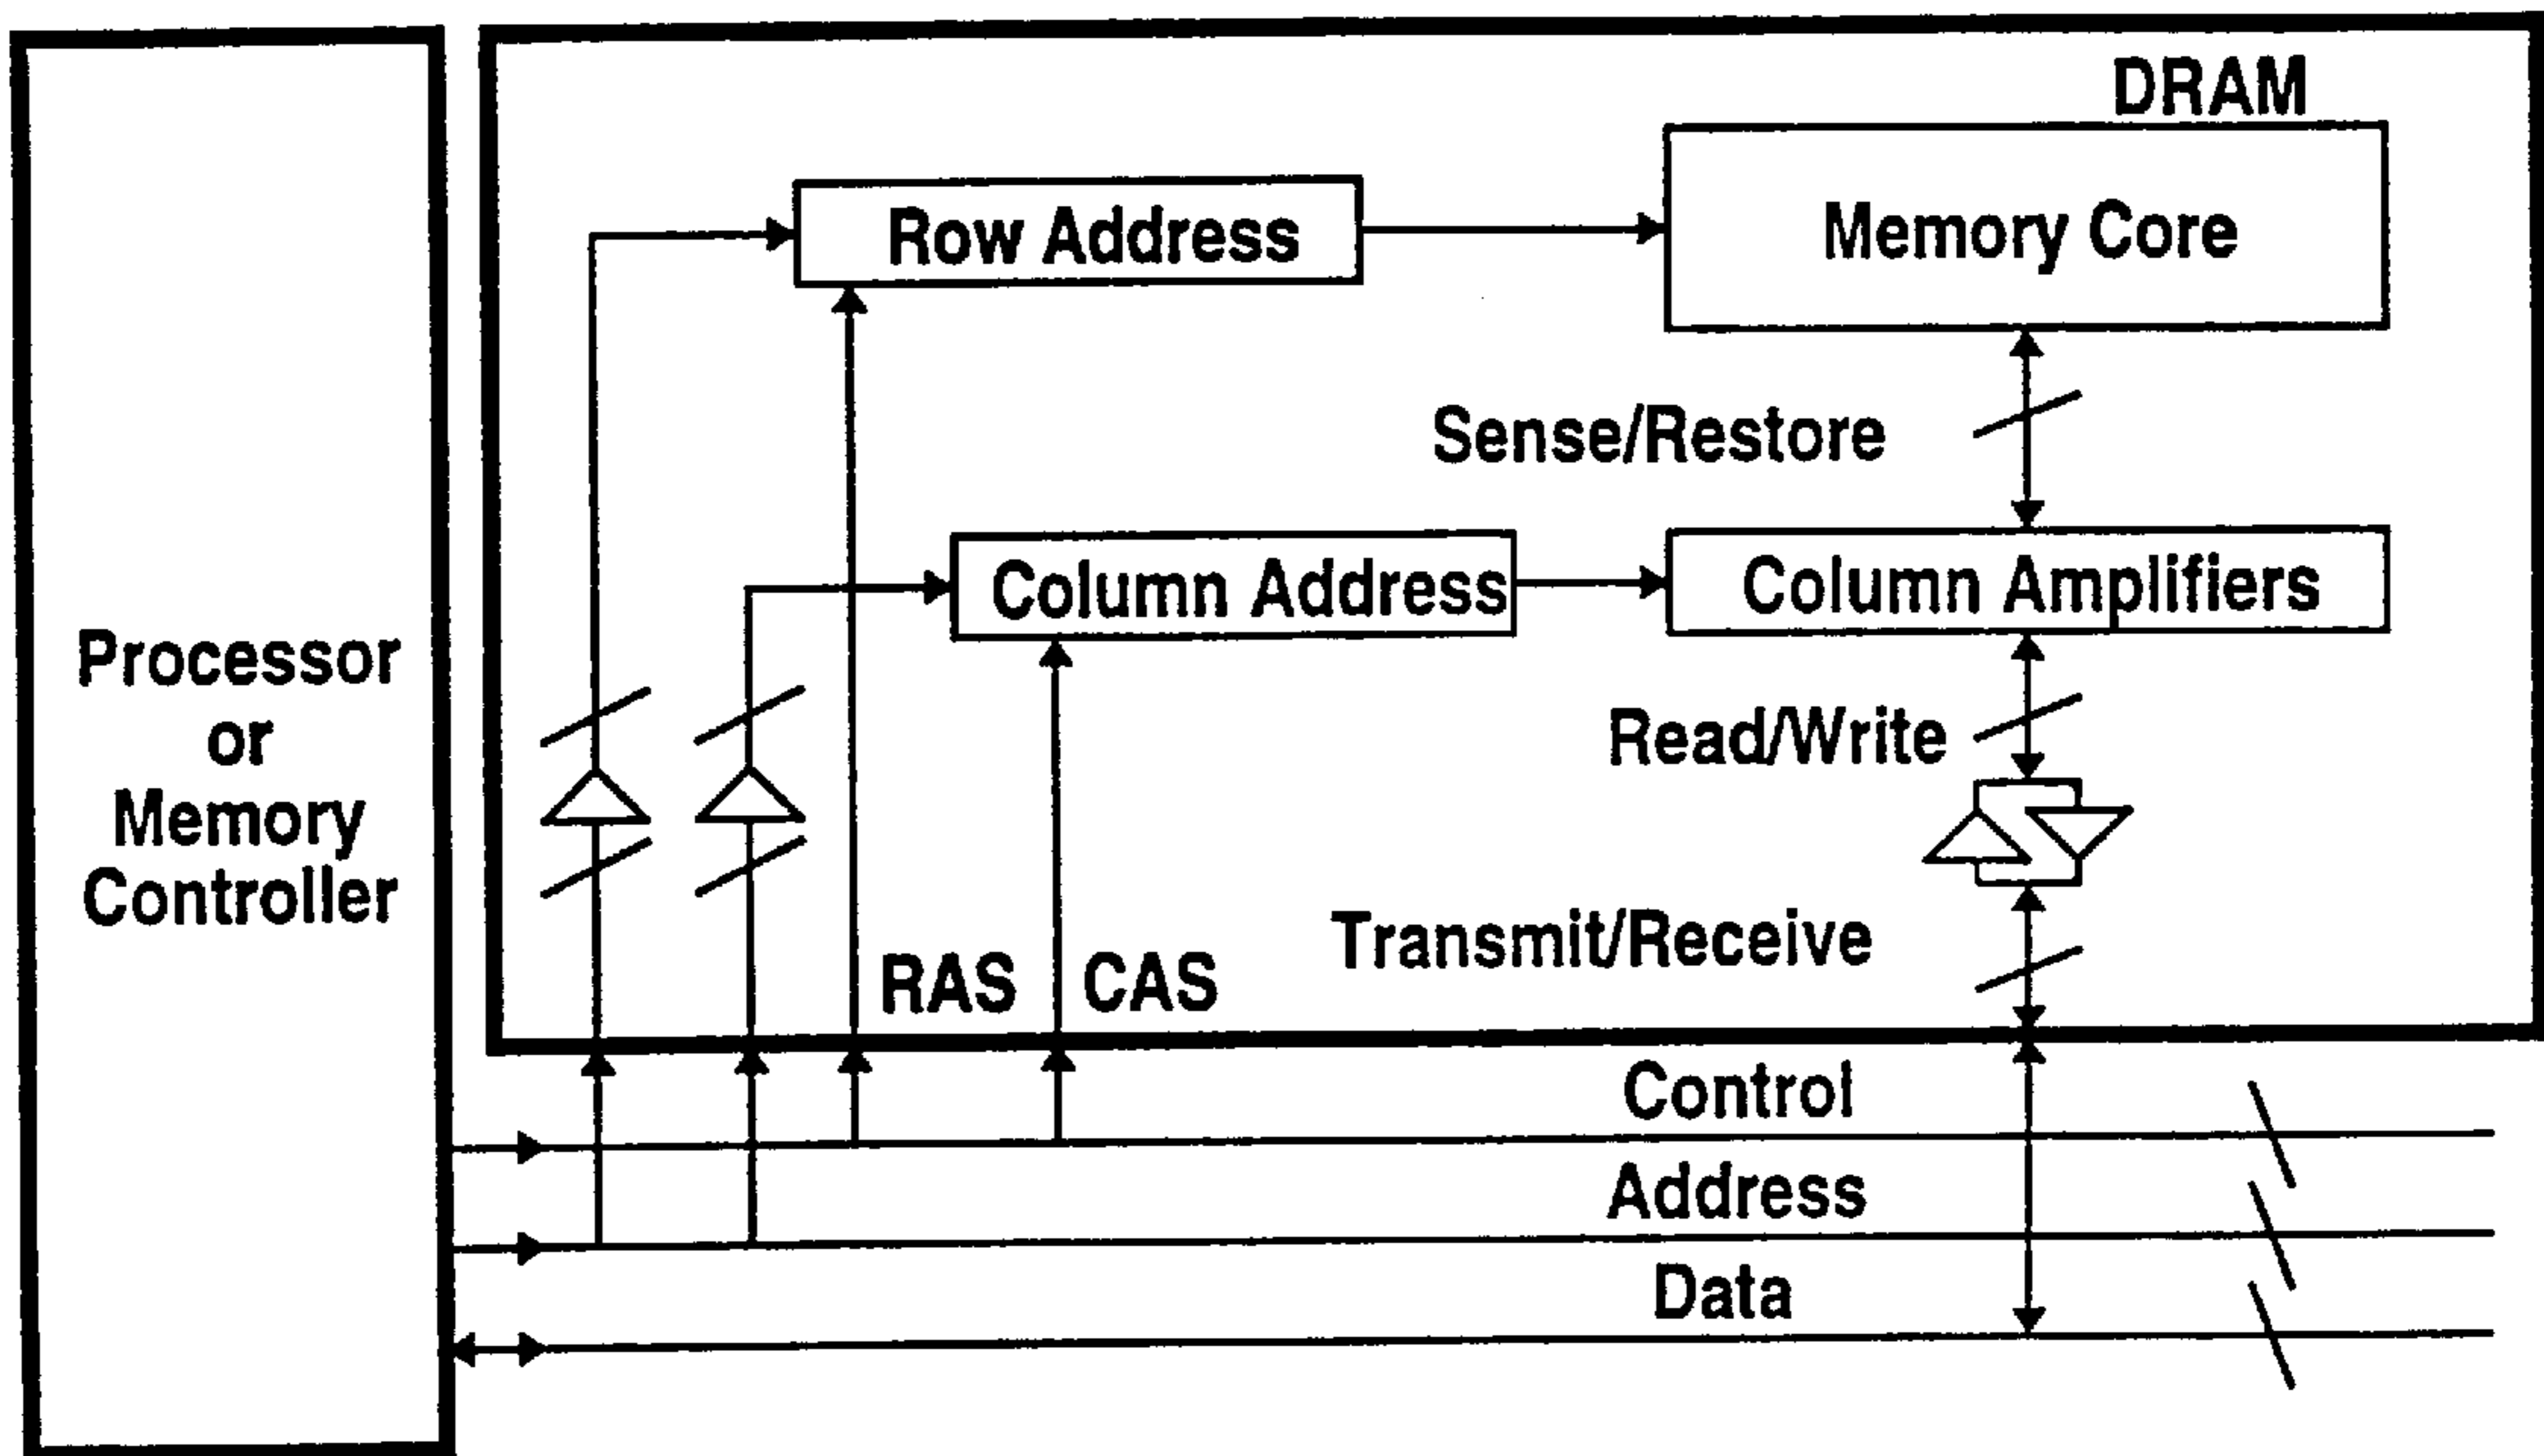 DRAM
Row Address
Memory Core
Sense/Restore
Column Address
Column Amplifiers
Processor
or
Memory
Controller
Read/Write
Transmit/Receive
RAS
CAS
Control
Address
Data